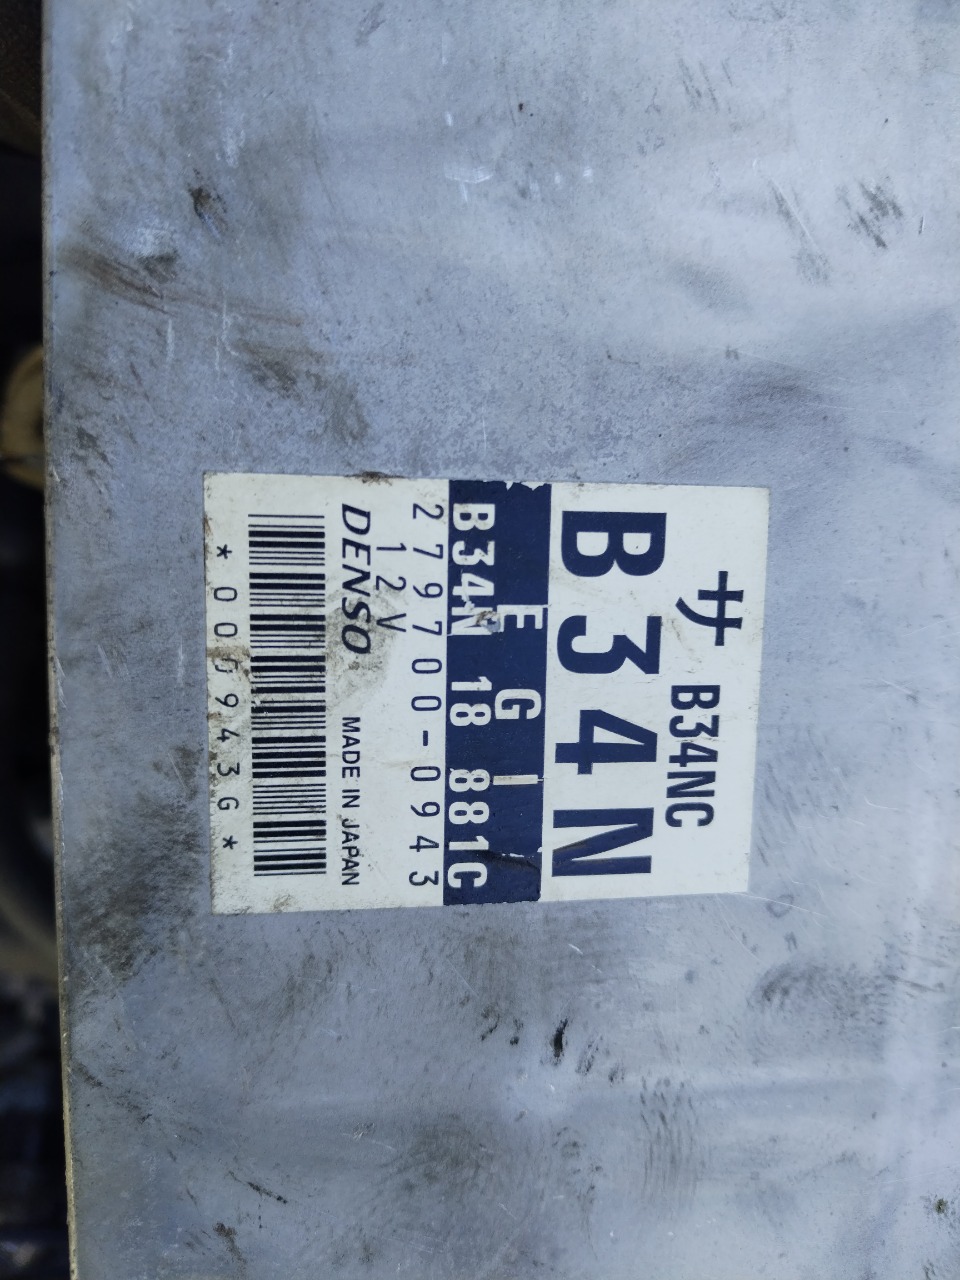 サ B34NC
B34N
E G I
B34N 18 881C
279700-0943
12V
DENSO MADE IN JAPAN
*000943G*